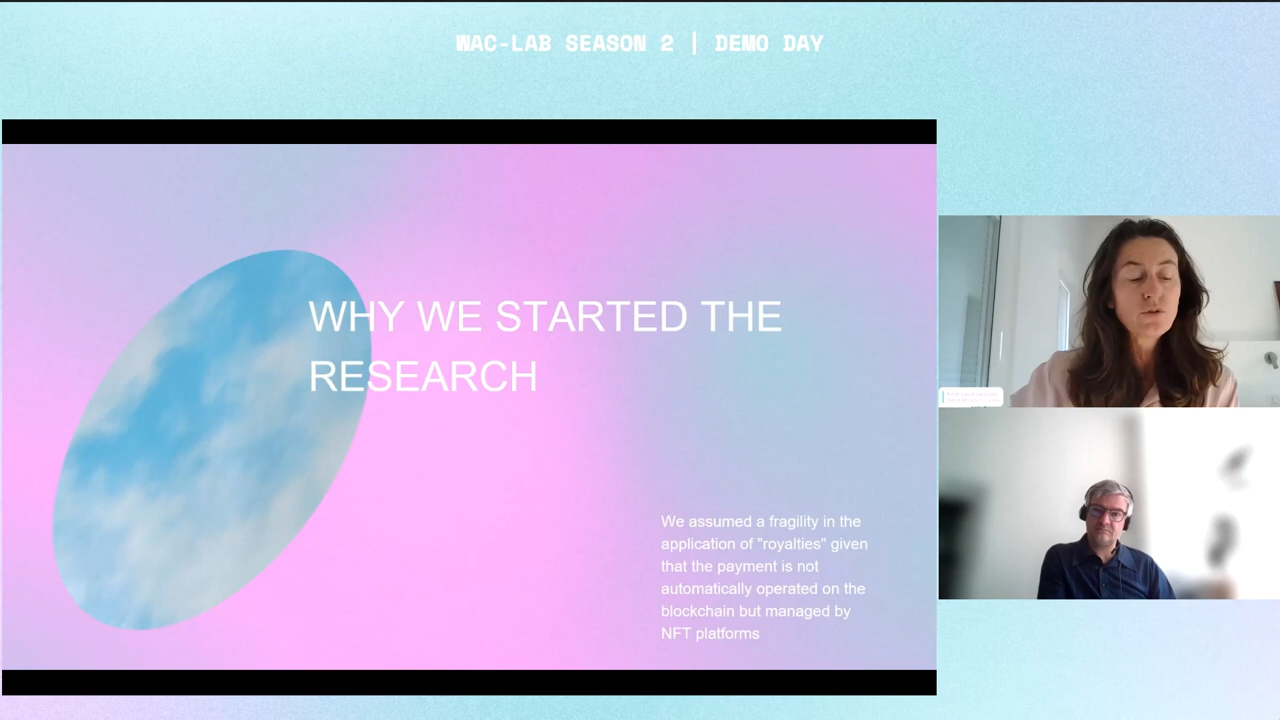 WAC-LAB SEASON 2 | DEMO DAY
WHY WE STARTED THE
RESEARCH
We assumed a fragility in the
application of "royalties" given
that the payment is not
automatically operated on the
blockchain but managed by
NFT platforms